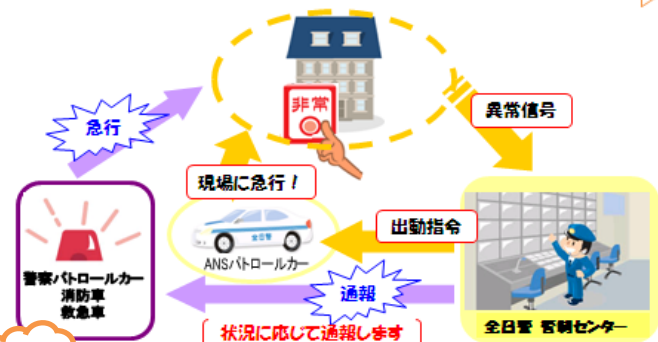 非常
異常信号
急行
現場に急行!
出動指令
全日警
ANSパトロールカー
警察パトロールカー
消防車
救急車
通報
状況に応じて通報します
全日警 管制センター